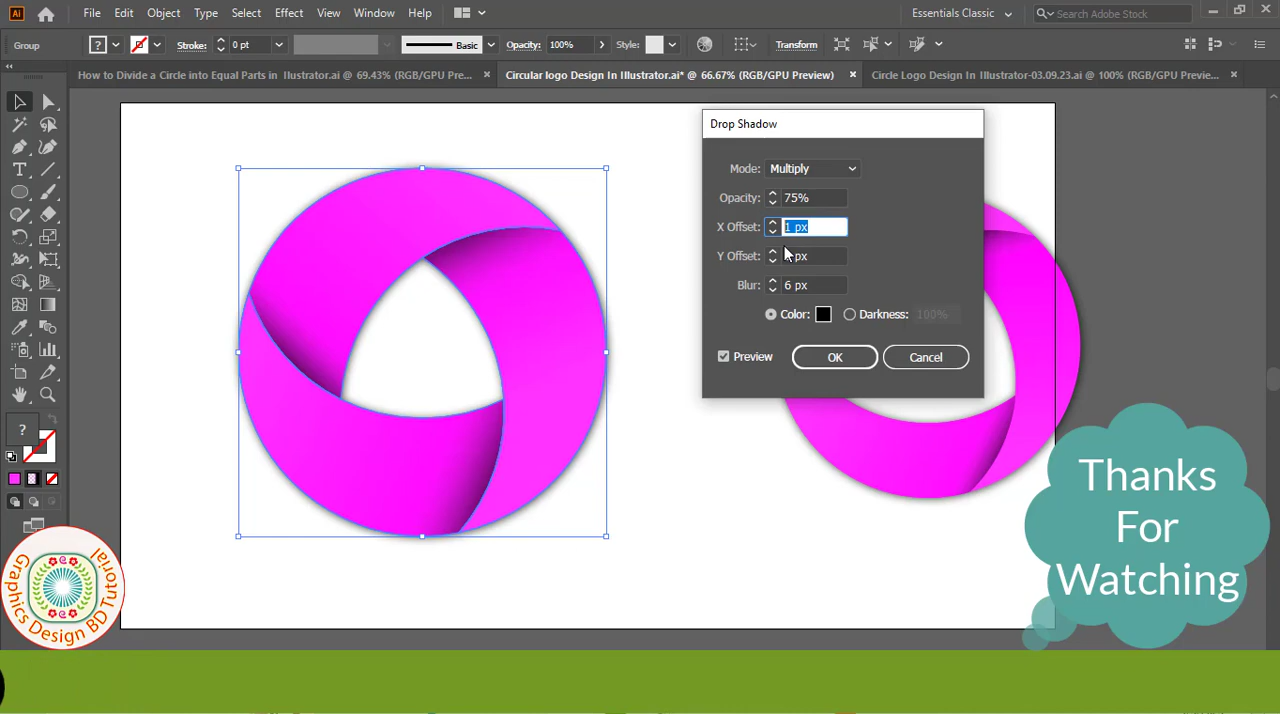 Ai File Edit Object Type Select Effect View Window Help Essentials Classic Search Adobe Stock
Group ? Stroke: 0 pt Basic Opacity: 100% Style: Transform
How to Divide a Circle into Equal Parts in Illustrator.ai @ 69.43% (RGB/GPU Pre... × Circular logo Design In Illustrator.ai* @ 66.67% (RGB/GPU Preview) × Circle Logo Design In Illustrator-03.09.23.ai @ 100% (RGB/GPU Previe... ×
Drop Shadow
Mode: Multiply
Opacity: 75%
X Offset: 1 px
Y Offset: px
Blur: 6 px
Color: Darkness: 100%
Preview OK Cancel
?
Thanks
For
Watching
Graphics Design BD Tutorial